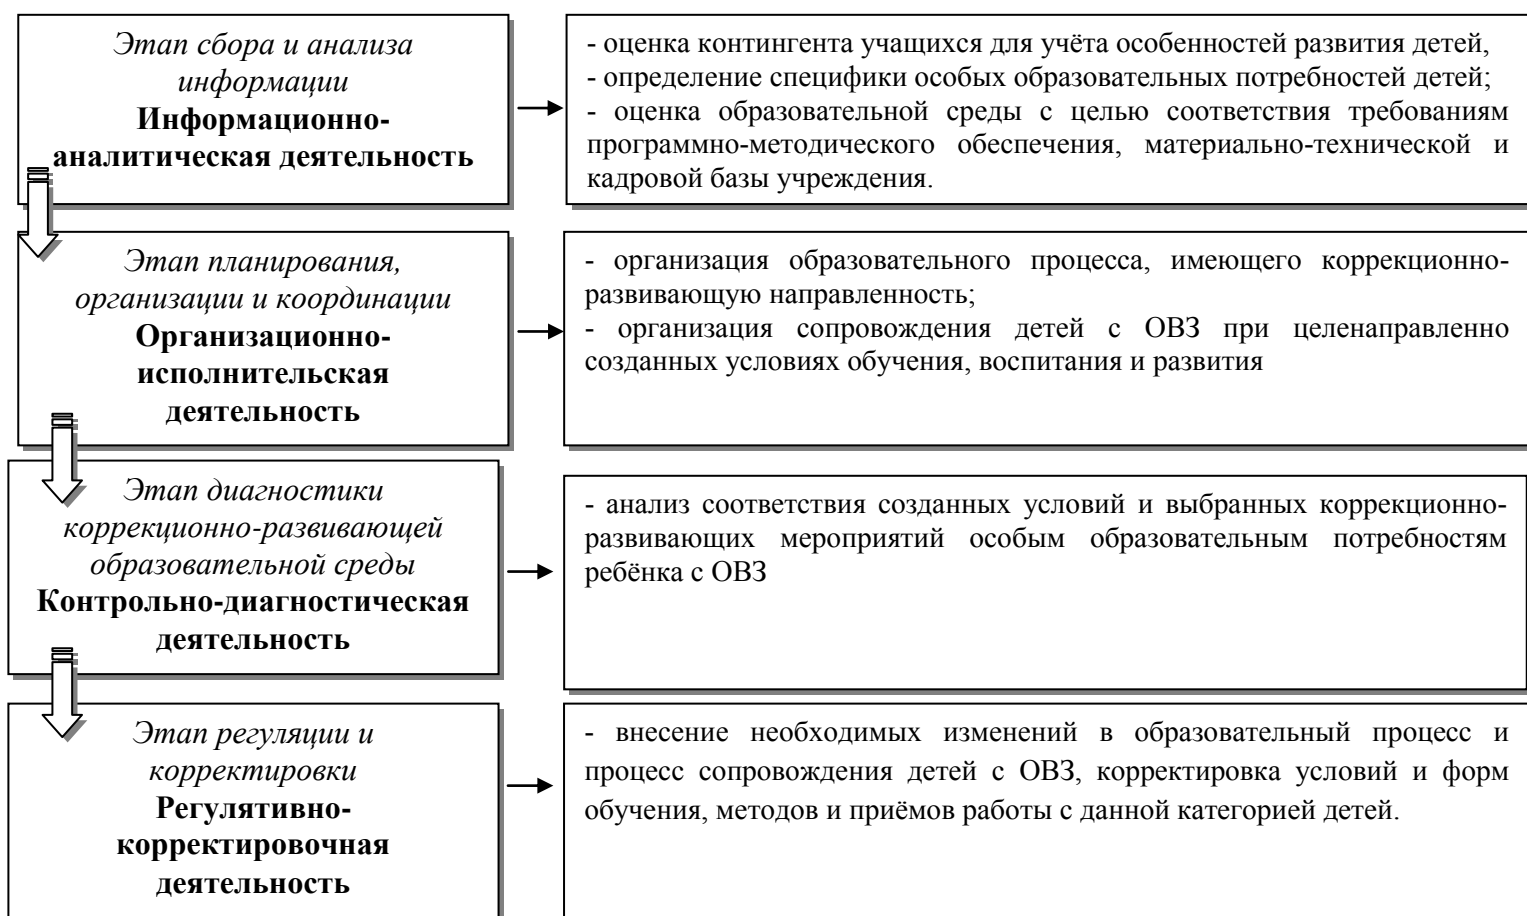 Этап сбора и анализа
информации
Информационно-
аналитическая деятельность
- оценка контингента учащихся для учёта особенностей развития детей,
- определение специфики особых образовательных потребностей детей;
- оценка образовательной среды с целью соответствия требованиям
программно-методического обеспечения, материально-технической и
кадровой базы учреждения.
Этап планирования,
организации и координации
Организационно-
исполнительская
деятельность
- организация образовательного процесса, имеющего коррекционно-
развивающую направленность;
- организация сопровождения детей с ОВЗ при целенаправленно
созданных условиях обучения, воспитания и развития
Этап диагностики
коррекционно-развивающей
образовательной среды
Контрольно-диагностическая
деятельность
- анализ соответствия созданных условий и выбранных коррекционно-
развивающих мероприятий особым образовательным потребностям
ребёнка с ОВЗ
Этап регуляции и
корректировки
Регулятивно-
корректировочная
деятельность
- внесение необходимых изменений в образовательный процесс и
процесс сопровождения детей с ОВЗ, корректировка условий и форм
обучения, методов и приёмов работы с данной категорией детей.